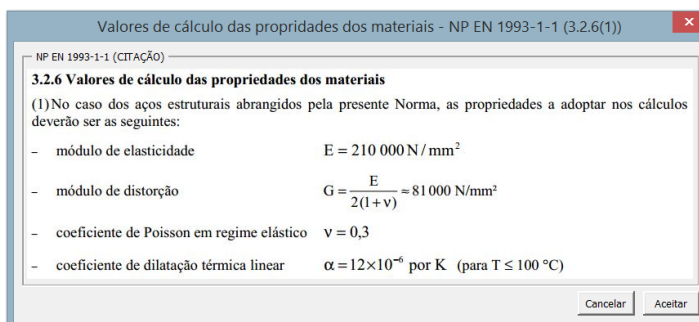 Valores de cálculo das propridades dos materiais - NP EN 1993-1-1 (3.2.6(1))
NP EN 1993-1-1 (CITAÇÃO)
3.2.6 Valores de cálculo das propriedades dos materiais
(1)No caso dos aços estruturais abrangidos pela presente Norma, as propriedades a adoptar nos cálculos
deverão ser as seguintes:
– módulo de elasticidade E = 210 000 N / mm²
– módulo de distorção G = E / 2(1+ν) ≈ 81000 N/mm²
– coeficiente de Poisson em regime elástico ν = 0,3
– coeficiente de dilatação térmica linear α = 12×10⁻⁶ por K (para T ≤ 100 °C)
Cancelar Aceitar